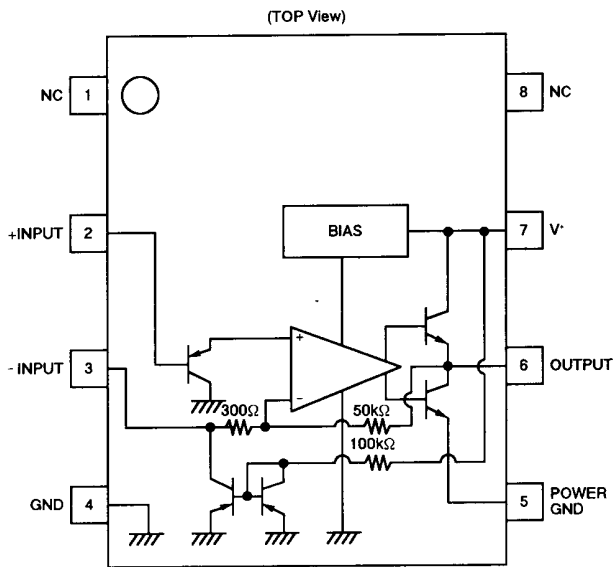 (TOP View)
NC 1
8 NC
+INPUT 2
BIAS
7 V+
+
- INPUT 3
6 OUTPUT
−
300Ω
50kΩ
100kΩ
GND 4
5 POWER
GND